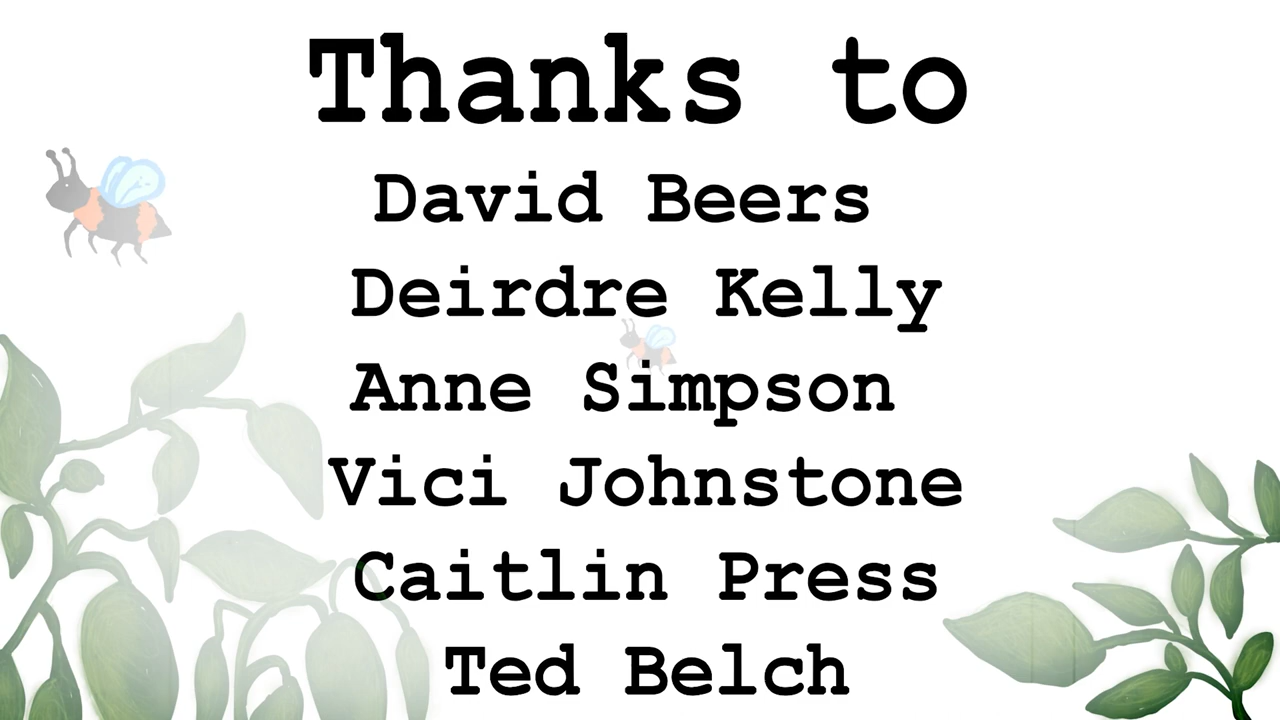 Thanks to
David Beers
Deirdre Kelly
Anne Simpson
Vici Johnstone
Caitlin Press
Ted Belch